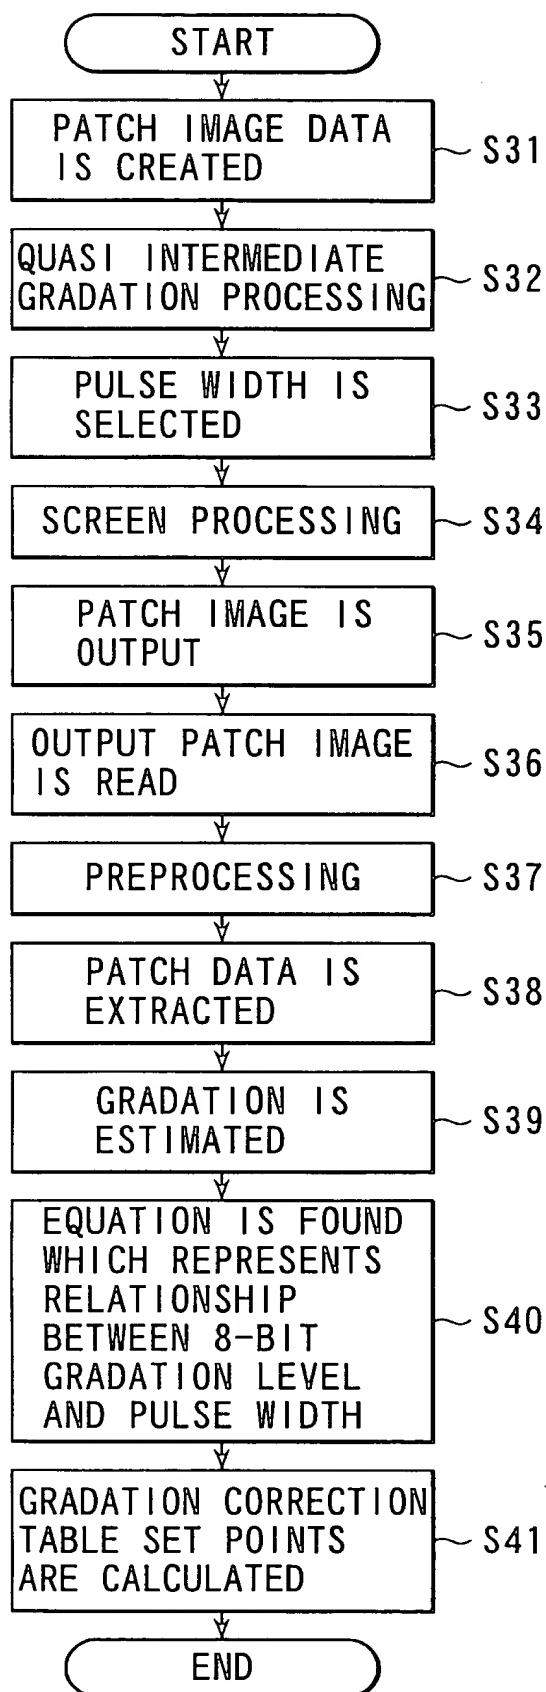 START
PATCH IMAGE DATA
IS CREATED
S31
QUASI INTERMEDIATE
GRADATION PROCESSING
S32
PULSE WIDTH IS
SELECTED
S33
SCREEN PROCESSING
S34
PATCH IMAGE IS
OUTPUT
S35
OUTPUT PATCH IMAGE
IS READ
S36
PREPROCESSING
S37
PATCH DATA IS
EXTRACTED
S38
GRADATION IS
ESTIMATED
S39
EQUATION IS FOUND
WHICH REPRESENTS
RELATIONSHIP
BETWEEN 8-BIT
GRADATION LEVEL
AND PULSE WIDTH
S40
GRADATION CORRECTION
TABLE SET POINTS
ARE CALCULATED
S41
END